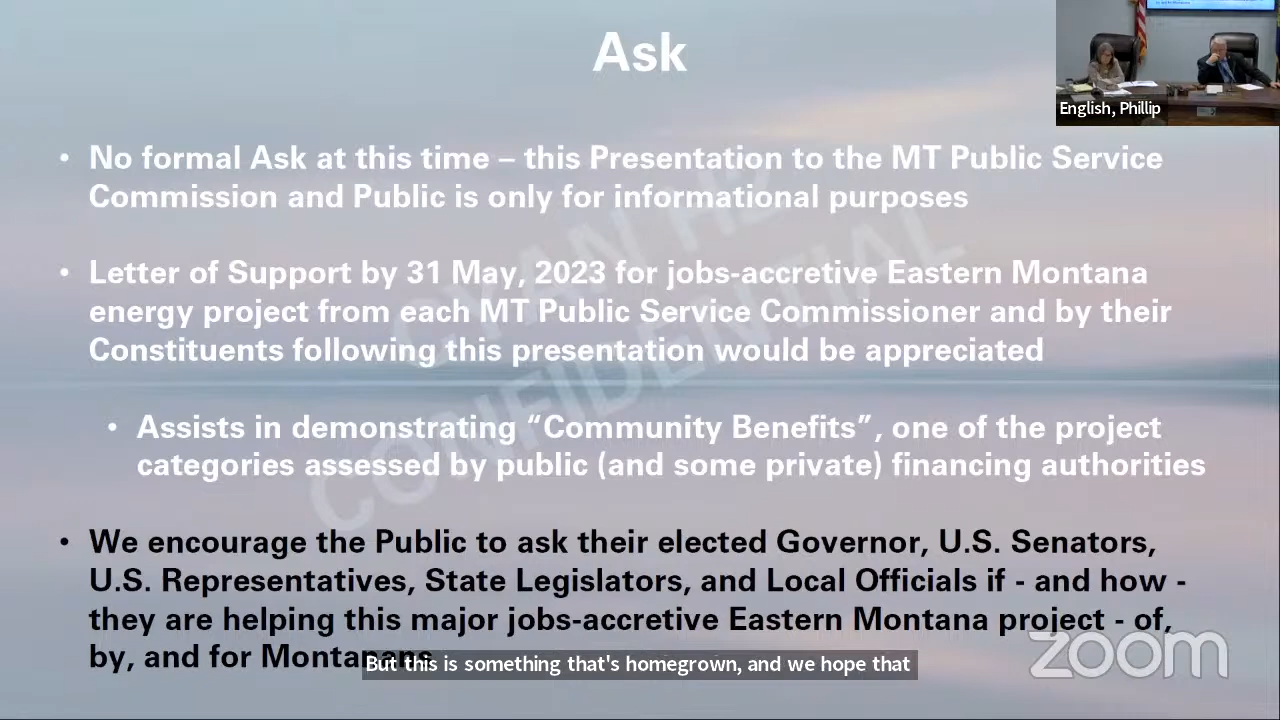 Ask
English, Phillip
• No formal Ask at this time – this Presentation to the MT Public Service
Commission and Public is only for informational purposes
• Letter of Support by 31 May, 2023 for jobs-accretive Eastern Montana
energy project from each MT Public Service Commissioner and by their
Constituents following this presentation would be appreciated
• Assists in demonstrating “Community Benefits”, one of the project
categories assessed by public (and some private) financing authorities
• We encourage the Public to ask their elected Governor, U.S. Senators,
U.S. Representatives, State Legislators, and Local Officials if - and how -
they are helping this major jobs-accretive Eastern Montana project - of,
by, and for Montanans
But this is something that's homegrown, and we hope that
zoom
CONFIDENTIAL